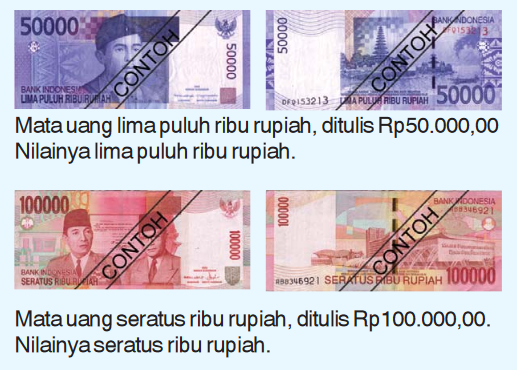 50000
CONTOH
50000
BANK INDONESIA
LIMA PULUH RIBU RUPIAH
50000
BANK INDONESIA
DFQ153213
CONTOH
DFQ153213
LIMA PULUH RIBU RUPIAH
50000
Mata uang lima puluh ribu rupiah, ditulis Rp50.000,00
Nilainya lima puluh ribu rupiah.
100000
CONTOH
100000
BANK INDONESIA
SERATUS RIBU RUPIAH
100000
BANK INDONESIA
CONTOH
SERATUS RIBU RUPIAH
100000
Mata uang seratus ribu rupiah, ditulis Rp100.000,00.
Nilainya seratus ribu rupiah.